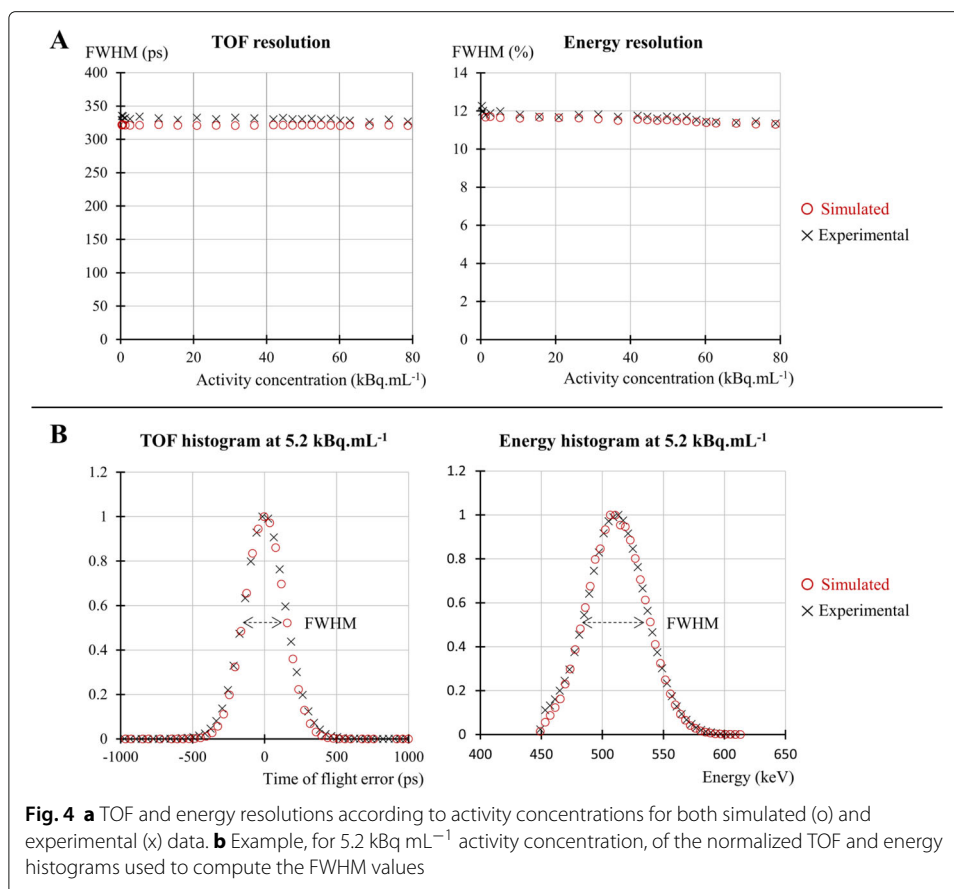 A
TOF resolution
FWHM (ps)
400
350
300
250
200
150
100
50
0
0 20 40 60 80
Activity concentration (kBq.mL⁻¹)
Energy resolution
FWHM (%)
14
12
10
8
6
4
2
0
0 20 40 60 80
Activity concentration (kBq.mL⁻¹)
Simulated
Experimental
B
TOF histogram at 5.2 kBq.mL⁻¹
1.2
1
0.8
0.6
0.4
0.2
0
FWHM
-1000 -500 0 500 1000
Time of flight error (ps)
Energy histogram at 5.2 kBq.mL⁻¹
1.2
1
0.8
0.6
0.4
0.2
0
FWHM
400 450 500 550 600 650
Energy (keV)
Simulated
Experimental
Fig. 4 a TOF and energy resolutions according to activity concentrations for both simulated (o) and
experimental (x) data. b Example, for 5.2 kBq mL⁻¹ activity concentration, of the normalized TOF and energy
histograms used to compute the FWHM values